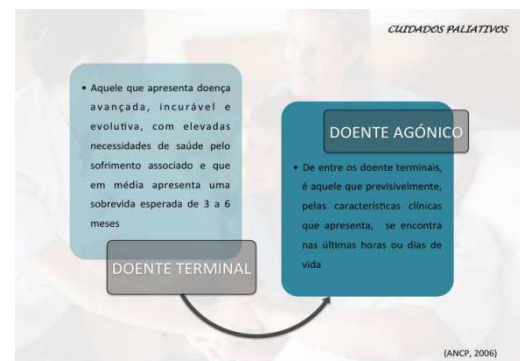 CUIDADOS PALIATIVOS
• Aquele que apresenta doença
avançada, incurável e
evolutiva, com elevadas
necessidades de saúde pelo
sofrimento associado e que
em média apresenta uma
sobrevida esperada de 3 a 6
meses
DOENTE TERMINAL
DOENTE AGÓNICO
• De entre os doente terminais,
é aquele que previsivelmente,
pelas características clínicas
que apresenta, se encontra
nas últimas horas ou dias de
vida
(ANCP, 2006)